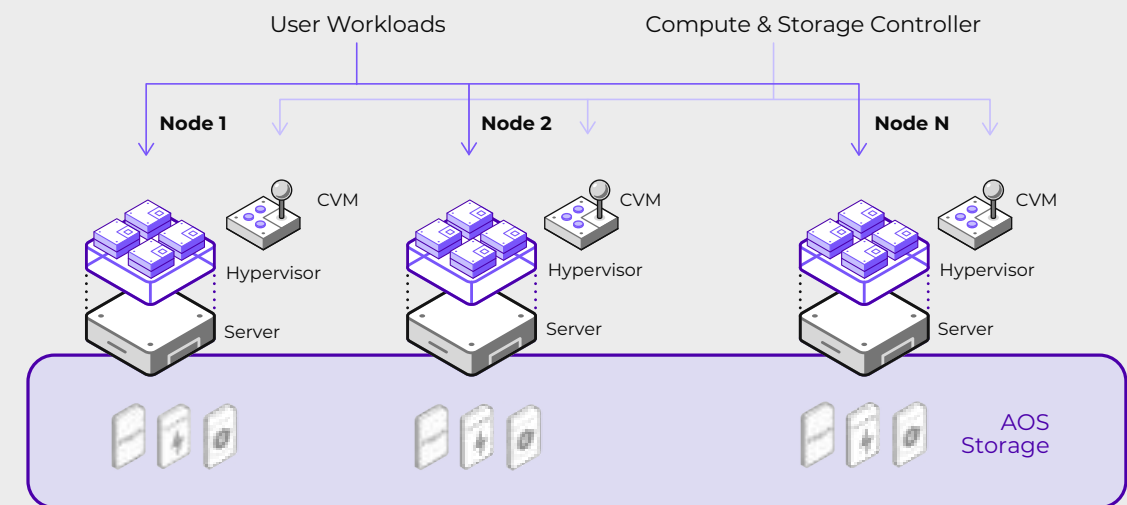 User Workloads
Compute & Storage Controller
Node 1
Node 2
Node N
CVM
CVM
CVM
Hypervisor
Hypervisor
Hypervisor
Server
Server
Server
AOS
Storage